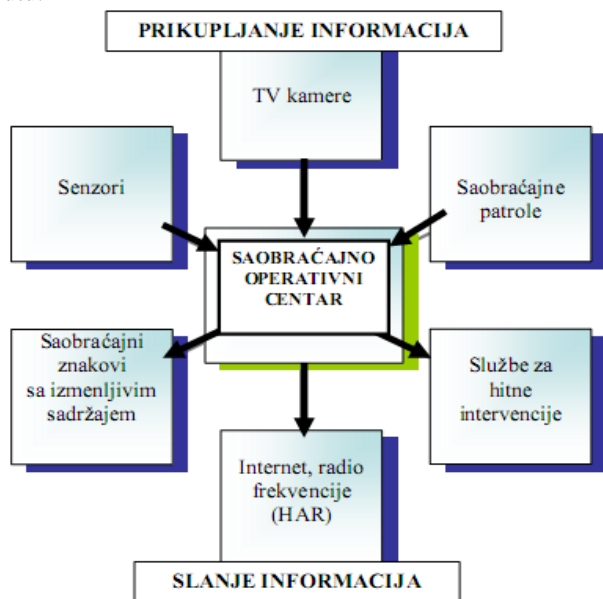 PRIKUPLJANJE INFORMACIJA
TV kamere
Senzori
Saobraćajne
patrole
SAOBRAĆAJNO
OPERATIVNI
CENTAR
Saobraćajni
znakovi
sa izmenljivim
sadržajem
Službe za
hitne
intervencije
Internet, radio
frekvencije
(HAR)
SLANJE INFORMACIJA